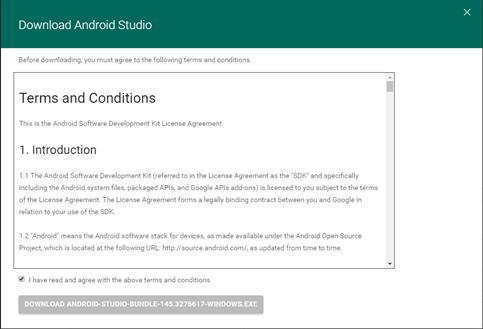 Download Android Studio
Before downloading, you must agree to the following terms and conditions.
Terms and Conditions
This is the Android Software Development Kit License Agreement
1. Introduction
1.1 The Android Software Development Kit (referred to in the License Agreement as the "SDK" and specifically
including the Android system files, packaged APIs, and Google APIs add-ons) is licensed to you subject to the terms
of the License Agreement. The License Agreement forms a legally binding contract between you and Google in
relation to your use of the SDK.
1.2 "Android" means the Android software stack for devices, as made available under the Android Open Source
Project, which is located at the following URL: http://source.android.com/, as updated from time to time.
I have read and agree with the above terms and conditions
DOWNLOAD ANDROID-STUDIO-BUNDLE-145.3276617-WINDOWS.EXE